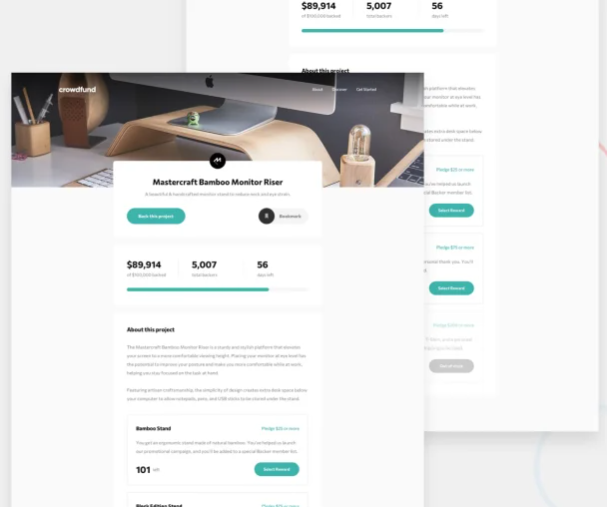 $89,914
5,007
56
of $100,000 backed
total backers
days left
About this project
Pledge $25 or more
Select Reward
Pledge $75 or more
Select Reward
crowdfund
About
Discover
Get Started
Mastercraft Bamboo Monitor Riser
A beautiful & handcrafted monitor stand to reduce neck and eye strain.
Back this project
Bookmark
$89,914
5,007
56
of $100,000 backed
total backers
days left
About this project
The Mastercraft Bamboo Monitor Riser is a sturdy and stylish platform that elevates
your screen to a more comfortable viewing height. Placing your monitor at eye level has
the potential to improve your posture and make you more comfortable while at work,
helping you stay focused on the task at hand.
Featuring artisan craftsmanship, the simplicity of design creates extra desk space below
your computer to allow notepads, pens, and USB sticks to be stored under the stand.
Bamboo Stand
Pledge $25 or more
You get an ergonomic stand made of natural bamboo. You've helped us launch
our promotional campaign, and you'll be added to a special Backer member list.
101 left
Select Reward
Black Edition Stand
Pledge $75 or more